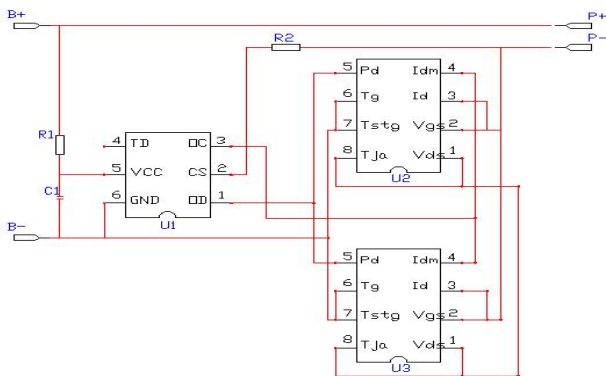 B+
P+
P-
R2
5 Pd Idm 4
6 Tg Id 3
7 Tstg Vgs 2
8 TJa Vds 1
U2
R1
4 TD OC 3
5 VCC CS 2
6 GND OD 1
U1
C1
B-
5 Pd Idm 4
6 Tg Id 3
7 Tstg Vgs 2
8 TJa Vds 1
U3